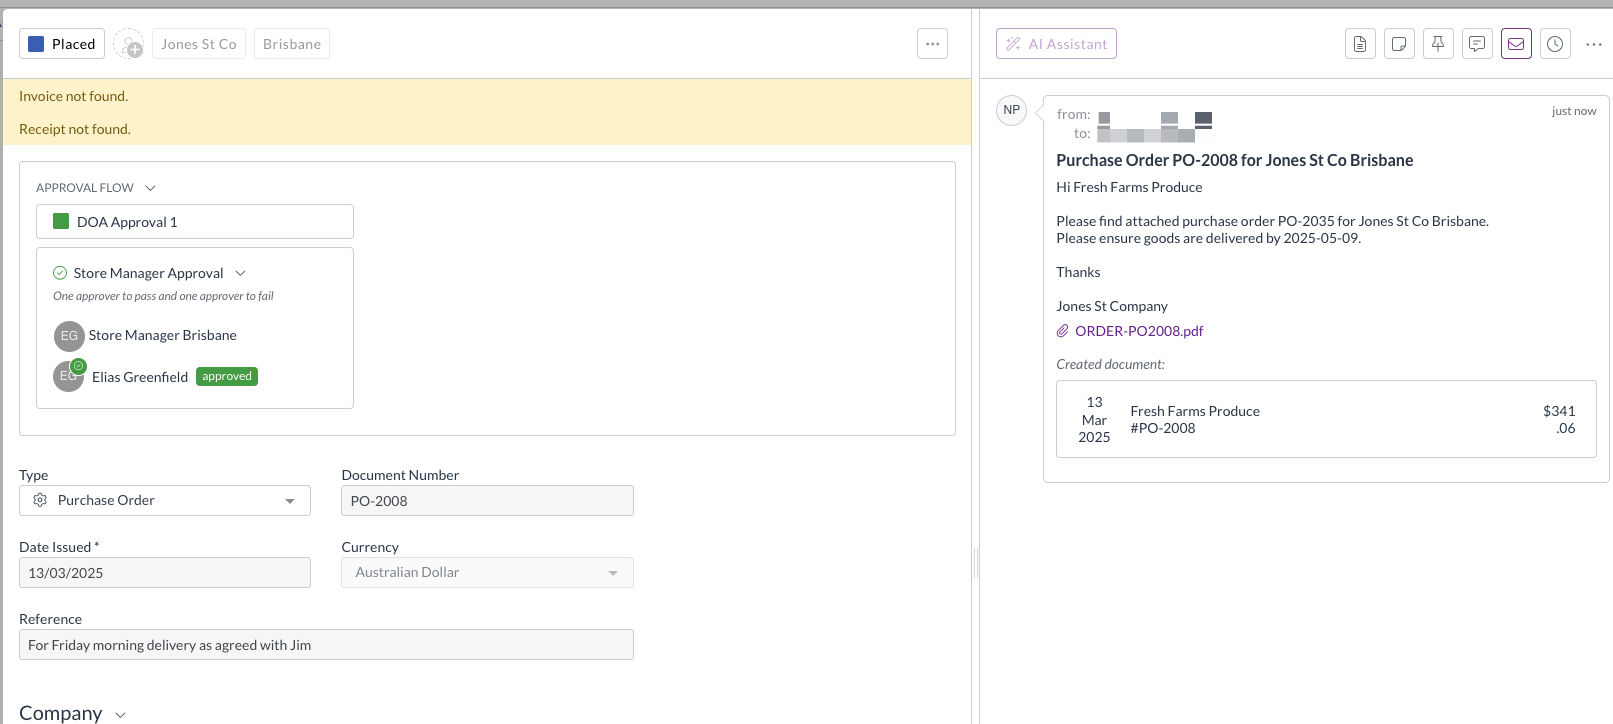 Placed
Jones St Co
Brisbane
...
Invoice not found.
Receipt not found.
APPROVAL FLOW
DOA Approval 1
Store Manager Approval
One approver to pass and one approver to fail
EG Store Manager Brisbane
EG Elias Greenfield approved
Type
Purchase Order
Document Number
PO-2008
Date Issued *
13/03/2025
Currency
Australian Dollar
Reference
For Friday morning delivery as agreed with Jim
Company
AI Assistant
...
NP
from:
just now
to:
Purchase Order PO-2008 for Jones St Co Brisbane
Hi Fresh Farms Produce
Please find attached purchase order PO-2035 for Jones St Co Brisbane.
Please ensure goods are delivered by 2025-05-09.
Thanks
Jones St Company
ORDER-PO2008.pdf
Created document:
13
Mar
2025
Fresh Farms Produce
#PO-2008
$341
.06